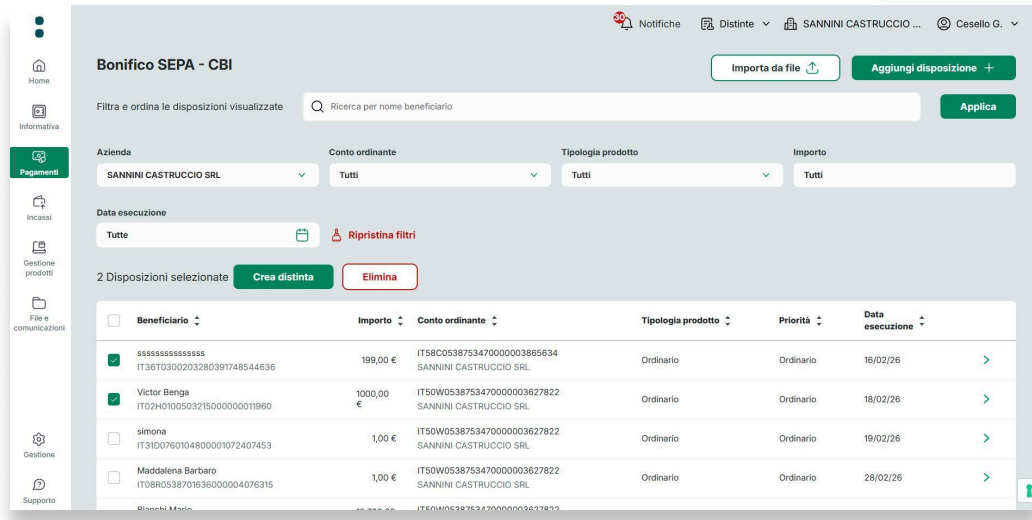 30 Notifiche Distinte SANNINI CASTRUCCIO ... Cesello G.
Home
Informativa
Pagamenti
Incassi
Gestione prodotti
File e comunicazioni
Gestione
Supporto
Bonifico SEPA - CBI
Importa da file
Aggiungi disposizione +
Filtra e ordina le disposizioni visualizzate
Ricerca per nome beneficiario
Applica
Azienda Conto ordinante Tipologia prodotto Importo
SANNINI CASTRUCCIO SRL Tutti Tutti Tutti
Data esecuzione
Tutte
Ripristina filtri
2 Disposizioni selezionate Crea distinta Elimina
Beneficiario Importo Conto ordinante Tipologia prodotto Priorità Data esecuzione
sssssssssssssss 199,00 € IT58C0538753470000003865634 Ordinario Ordinario 16/02/26
IT36T0300203280391748544636 SANNINI CASTRUCCIO SRL
Victor Benga 1000,00 € IT50W0538753470000003627822 Ordinario Ordinario 18/02/26
IT02H0100503215000000011960 SANNINI CASTRUCCIO SRL
simona 1,00 € IT50W0538753470000003627822 Ordinario Ordinario 19/02/26
IT31D0760104800001072407453 SANNINI CASTRUCCIO SRL
Maddalena Barbaro 1,00 € IT50W0538753470000003627822 Ordinario Ordinario 28/02/26
IT08R0538701636000004076315 SANNINI CASTRUCCIO SRL
Bianchi Mario IT50W0538753470000003627822